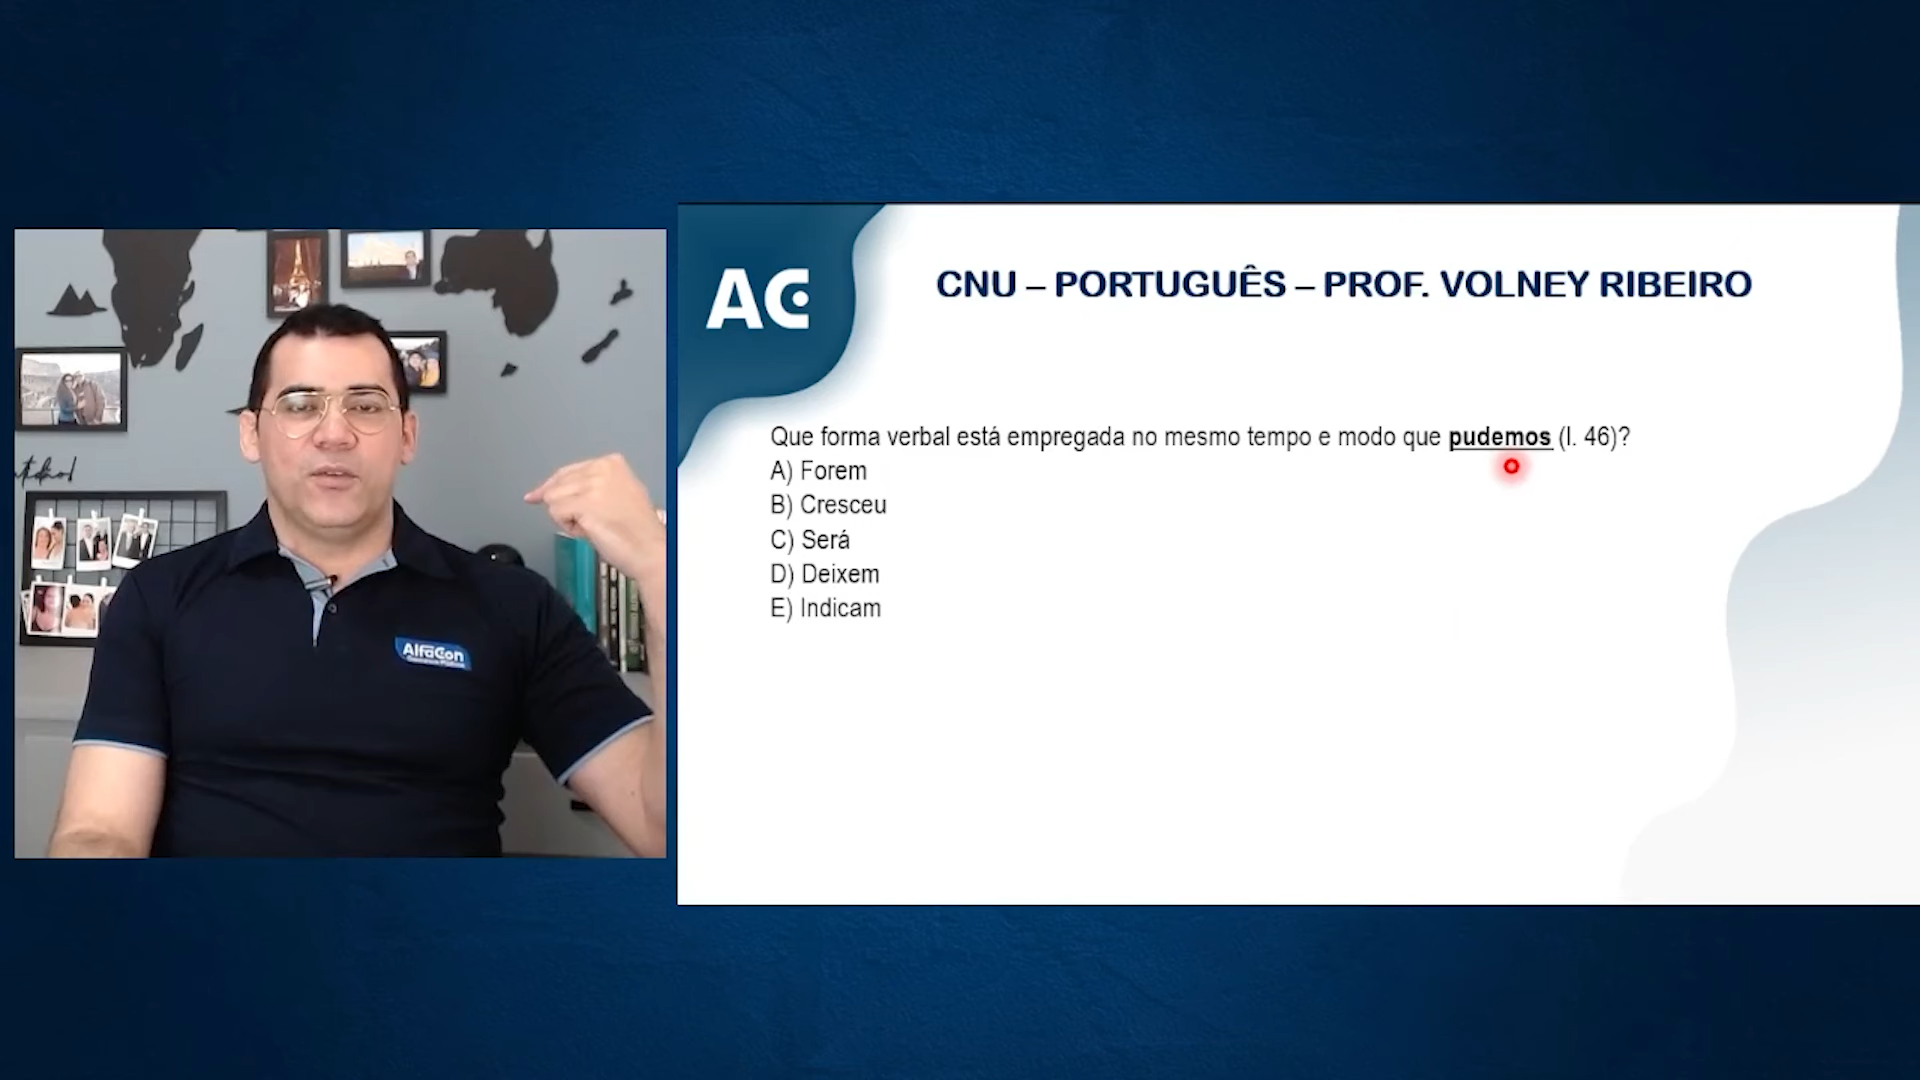 AC
CNU – PORTUGUÊS – PROF. VOLNEY RIBEIRO
Que forma verbal está empregada no mesmo tempo e modo que pudemos (l. 46)?
A) Forem
B) Cresceu
C) Será
D) Deixem
E) Indicam
AlfaCon